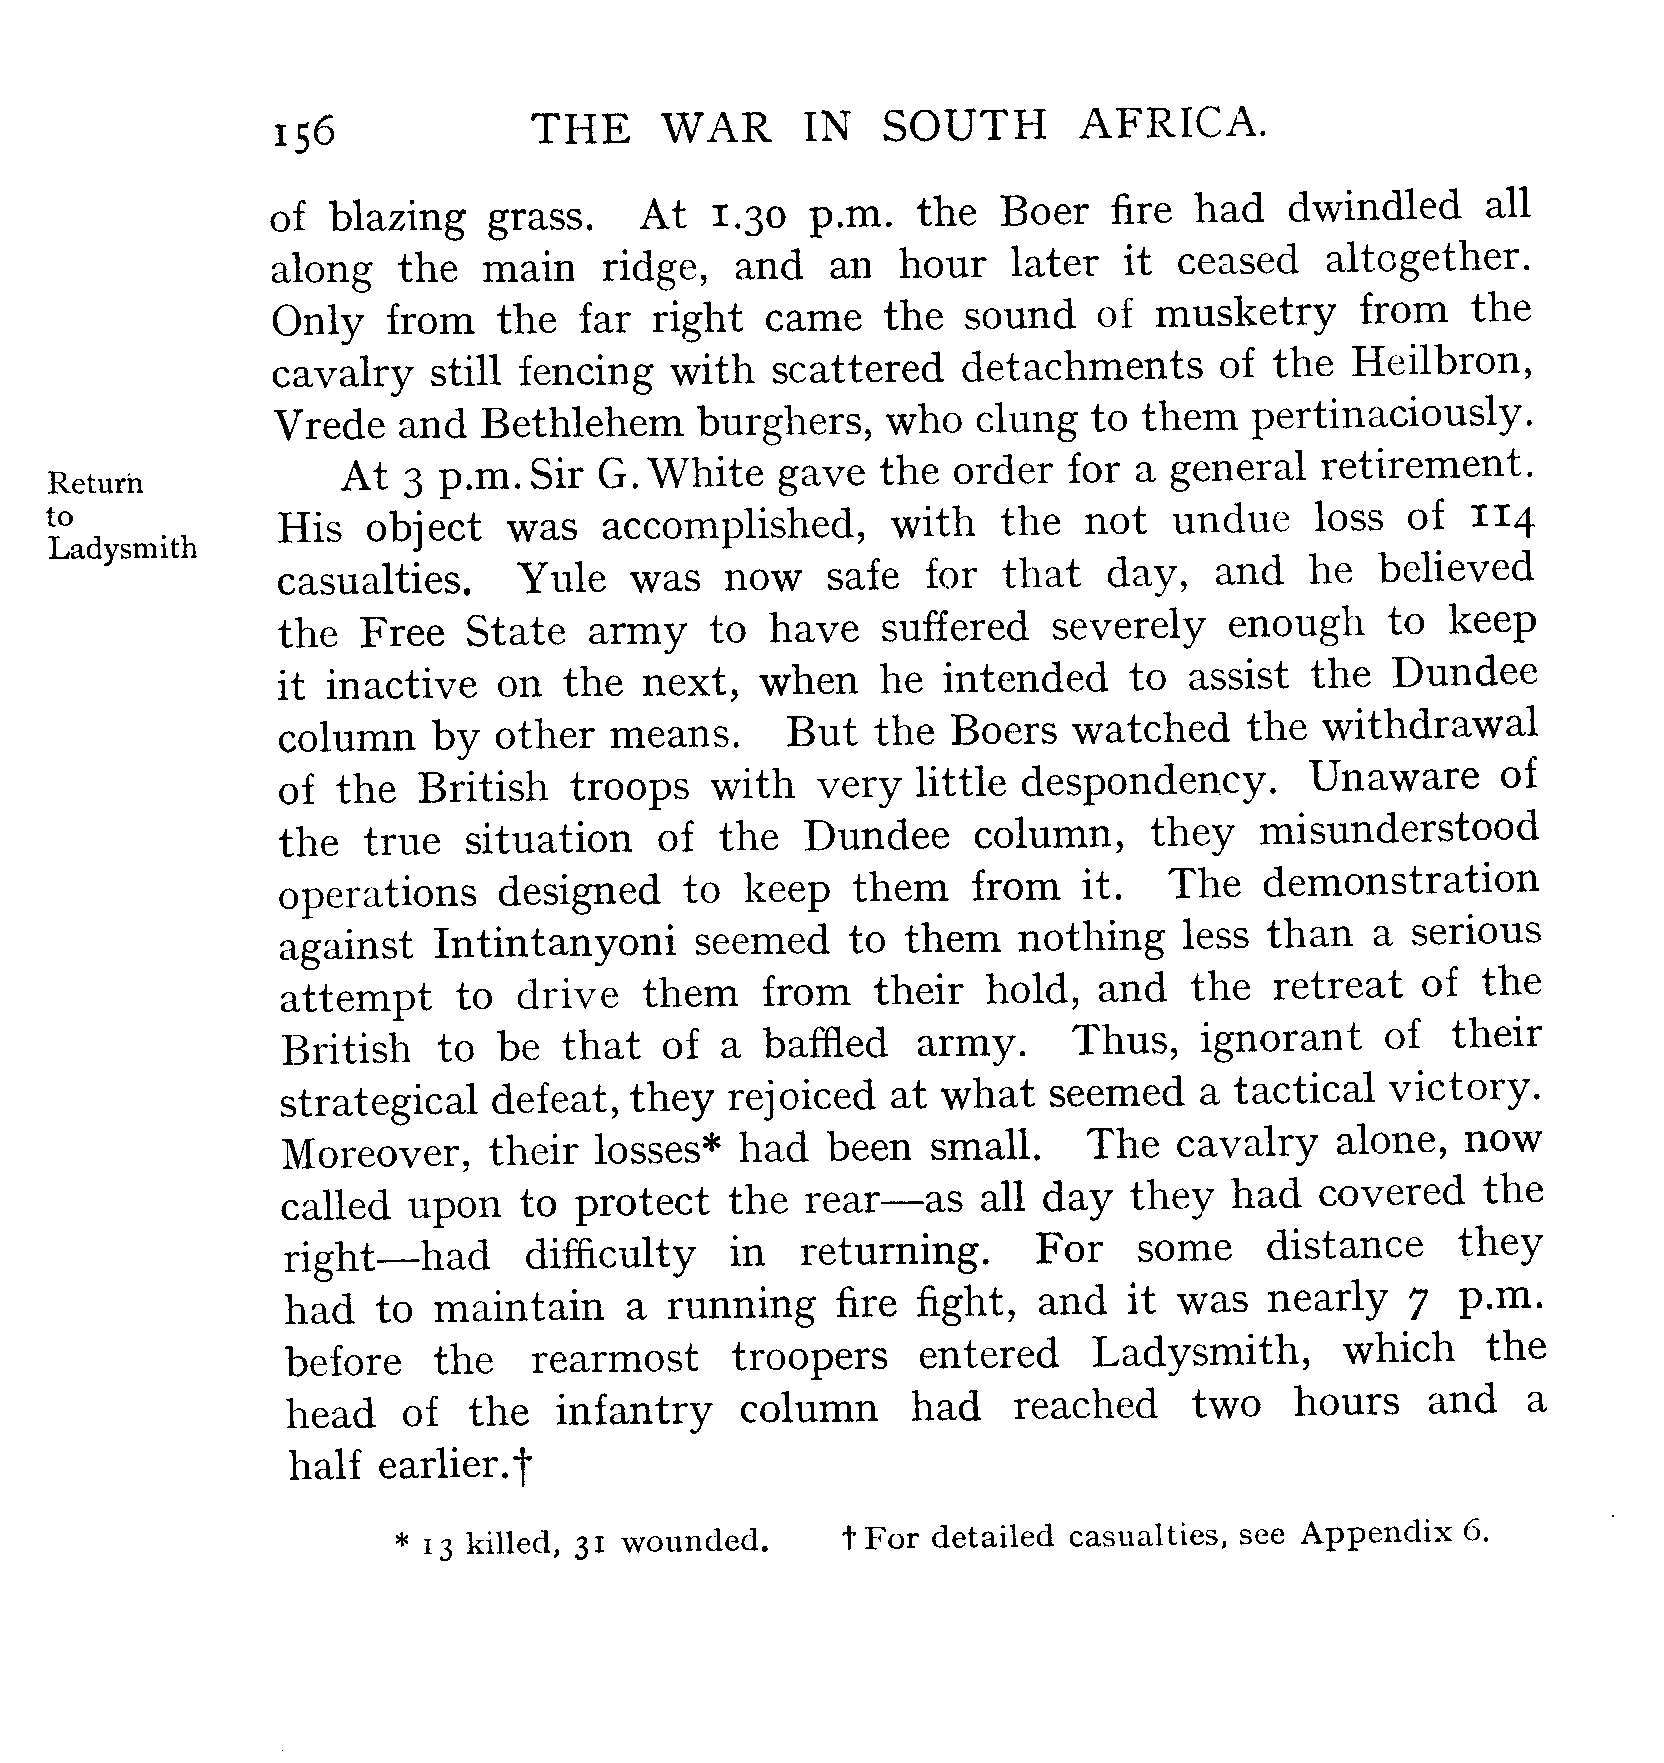 156 THE WAR IN SOUTH AFRICA.
of blazing grass. At 1.30 p.m. the Boer fire had dwindled all
along the main ridge, and an hour later it ceased altogether.
Only from the far right came the sound of musketry from the
cavalry still fencing with scattered detachments of the Heilbron,
Vrede and Bethlehem burghers, who clung to them pertinaciously.
Return
to
Ladysmith
At 3 p.m. Sir G. White gave the order for a general retirement.
His object was accomplished, with the not undue loss of 114
casualties. Yule was now safe for that day, and he believed
the Free State army to have suffered severely enough to keep
it inactive on the next, when he intended to assist the Dundee
column by other means. But the Boers watched the withdrawal
of the British troops with very little despondency. Unaware of
the true situation of the Dundee column, they misunderstood
operations designed to keep them from it. The demonstration
against Intintanyoni seemed to them nothing less than a serious
attempt to drive them from their hold, and the retreat of the
British to be that of a baffled army. Thus, ignorant of their
strategical defeat, they rejoiced at what seemed a tactical victory.
Moreover, their losses* had been small. The cavalry alone, now
called upon to protect the rear—as all day they had covered the
right—had difficulty in returning. For some distance they
had to maintain a running fire fight, and it was nearly 7 p.m.
before the rearmost troopers entered Ladysmith, which the
head of the infantry column had reached two hours and a
half earlier.†
* 13 killed, 31 wounded. † For detailed casualties, see Appendix 6.